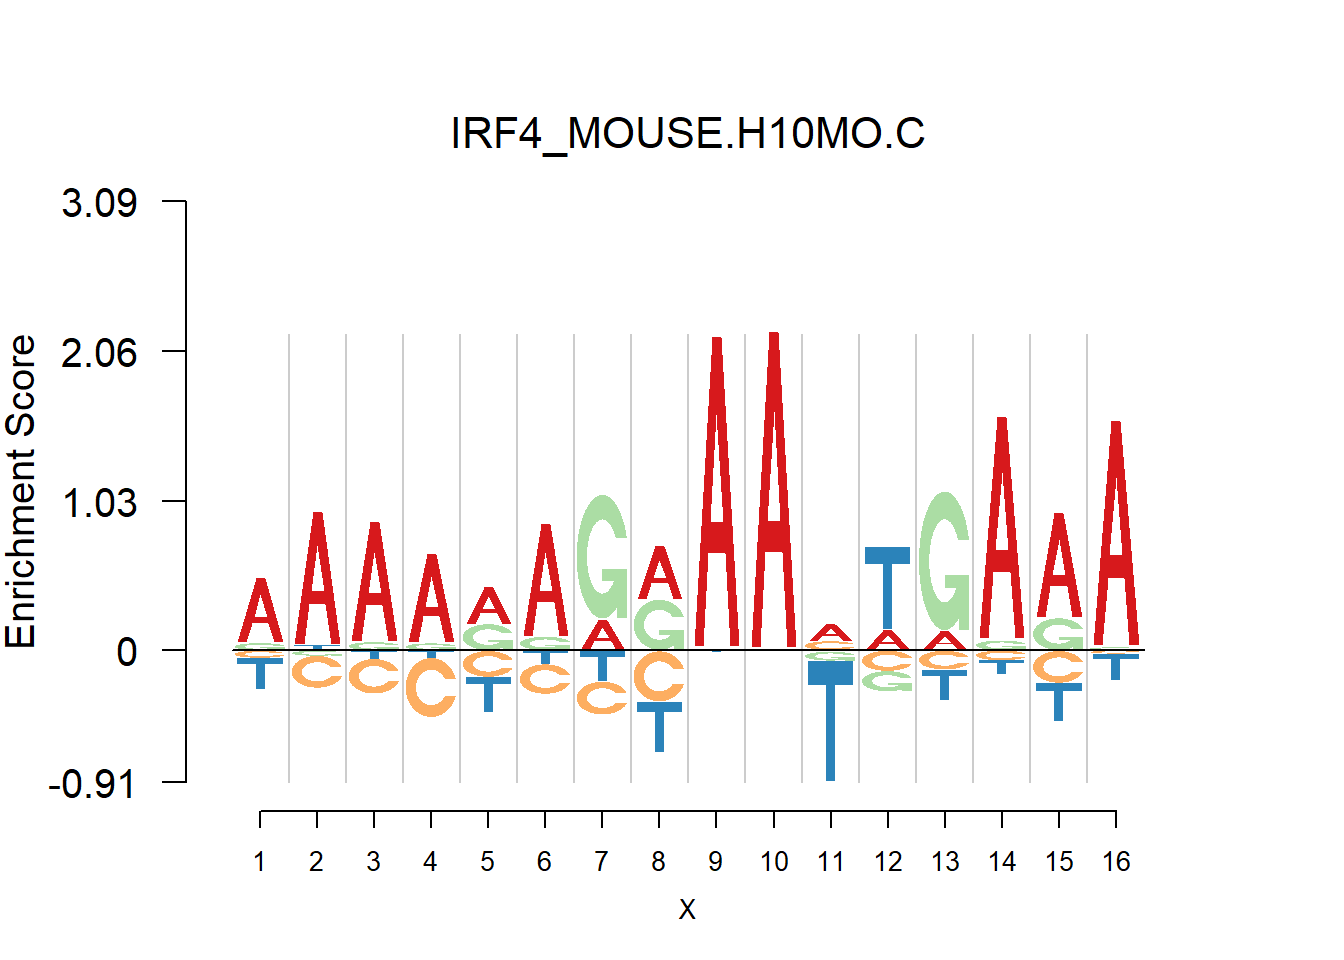 IRF4_MOUSE.H10MO.C
3.09
2.06
1.03
0
-0.91
Enrichment Score
A G C T
A T G C
A G T C
A G T C
A G C T
A G T C
G A T C
A G C T
A
A
A C G T
T A C G
G A C T
A G C T
A G C T
A G C T
1 2 3 4 5 6 7 8 9 10 11 12 13 14 15 16
X